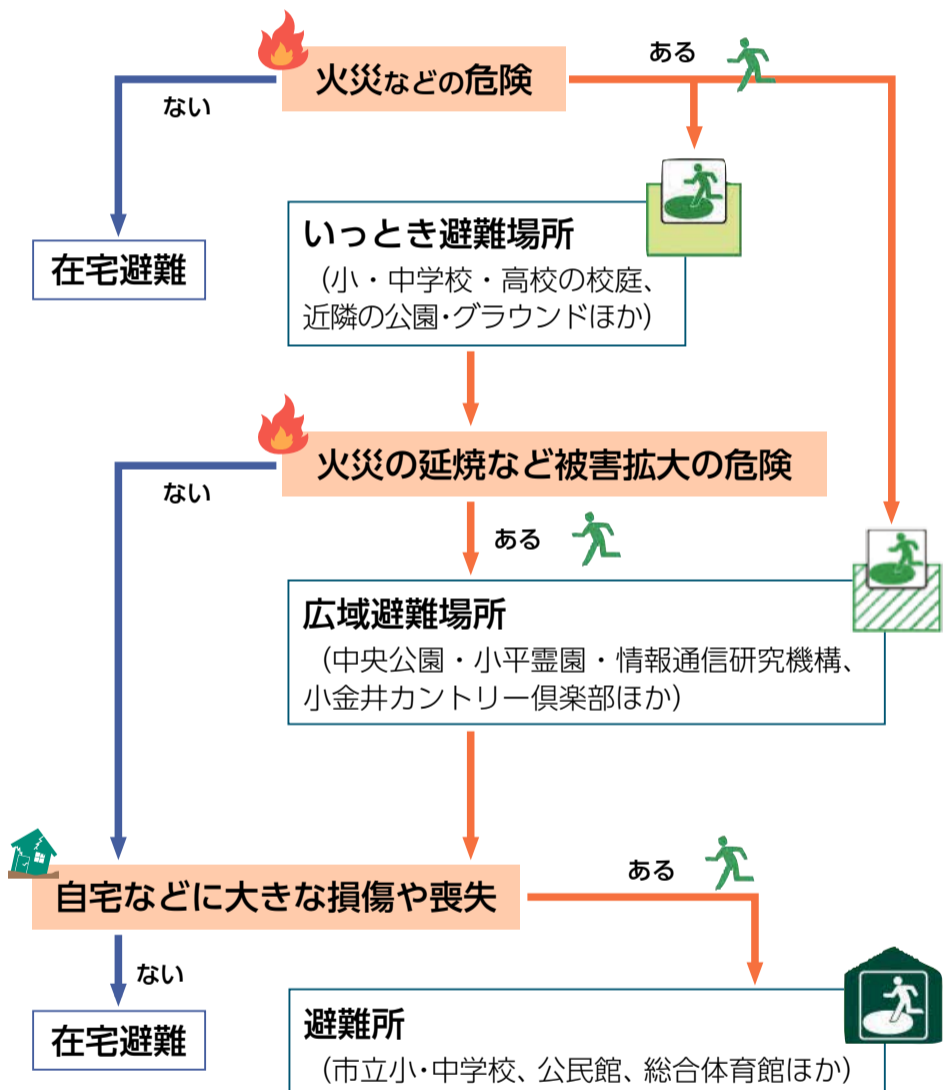 火災などの危険
ある
ない
在宅避難
いっとき避難場所
（小・中学校・高校の校庭、
近隣の公園・グラウンドほか）
火災の延焼など被害拡大の危険
ない
ある
広域避難場所
（中央公園・小平霊園・情報通信研究機構、
小金井カントリー倶楽部ほか）
自宅などに大きな損傷や喪失
ある
ない
在宅避難
避難所
（市立小・中学校、公民館、総合体育館ほか）